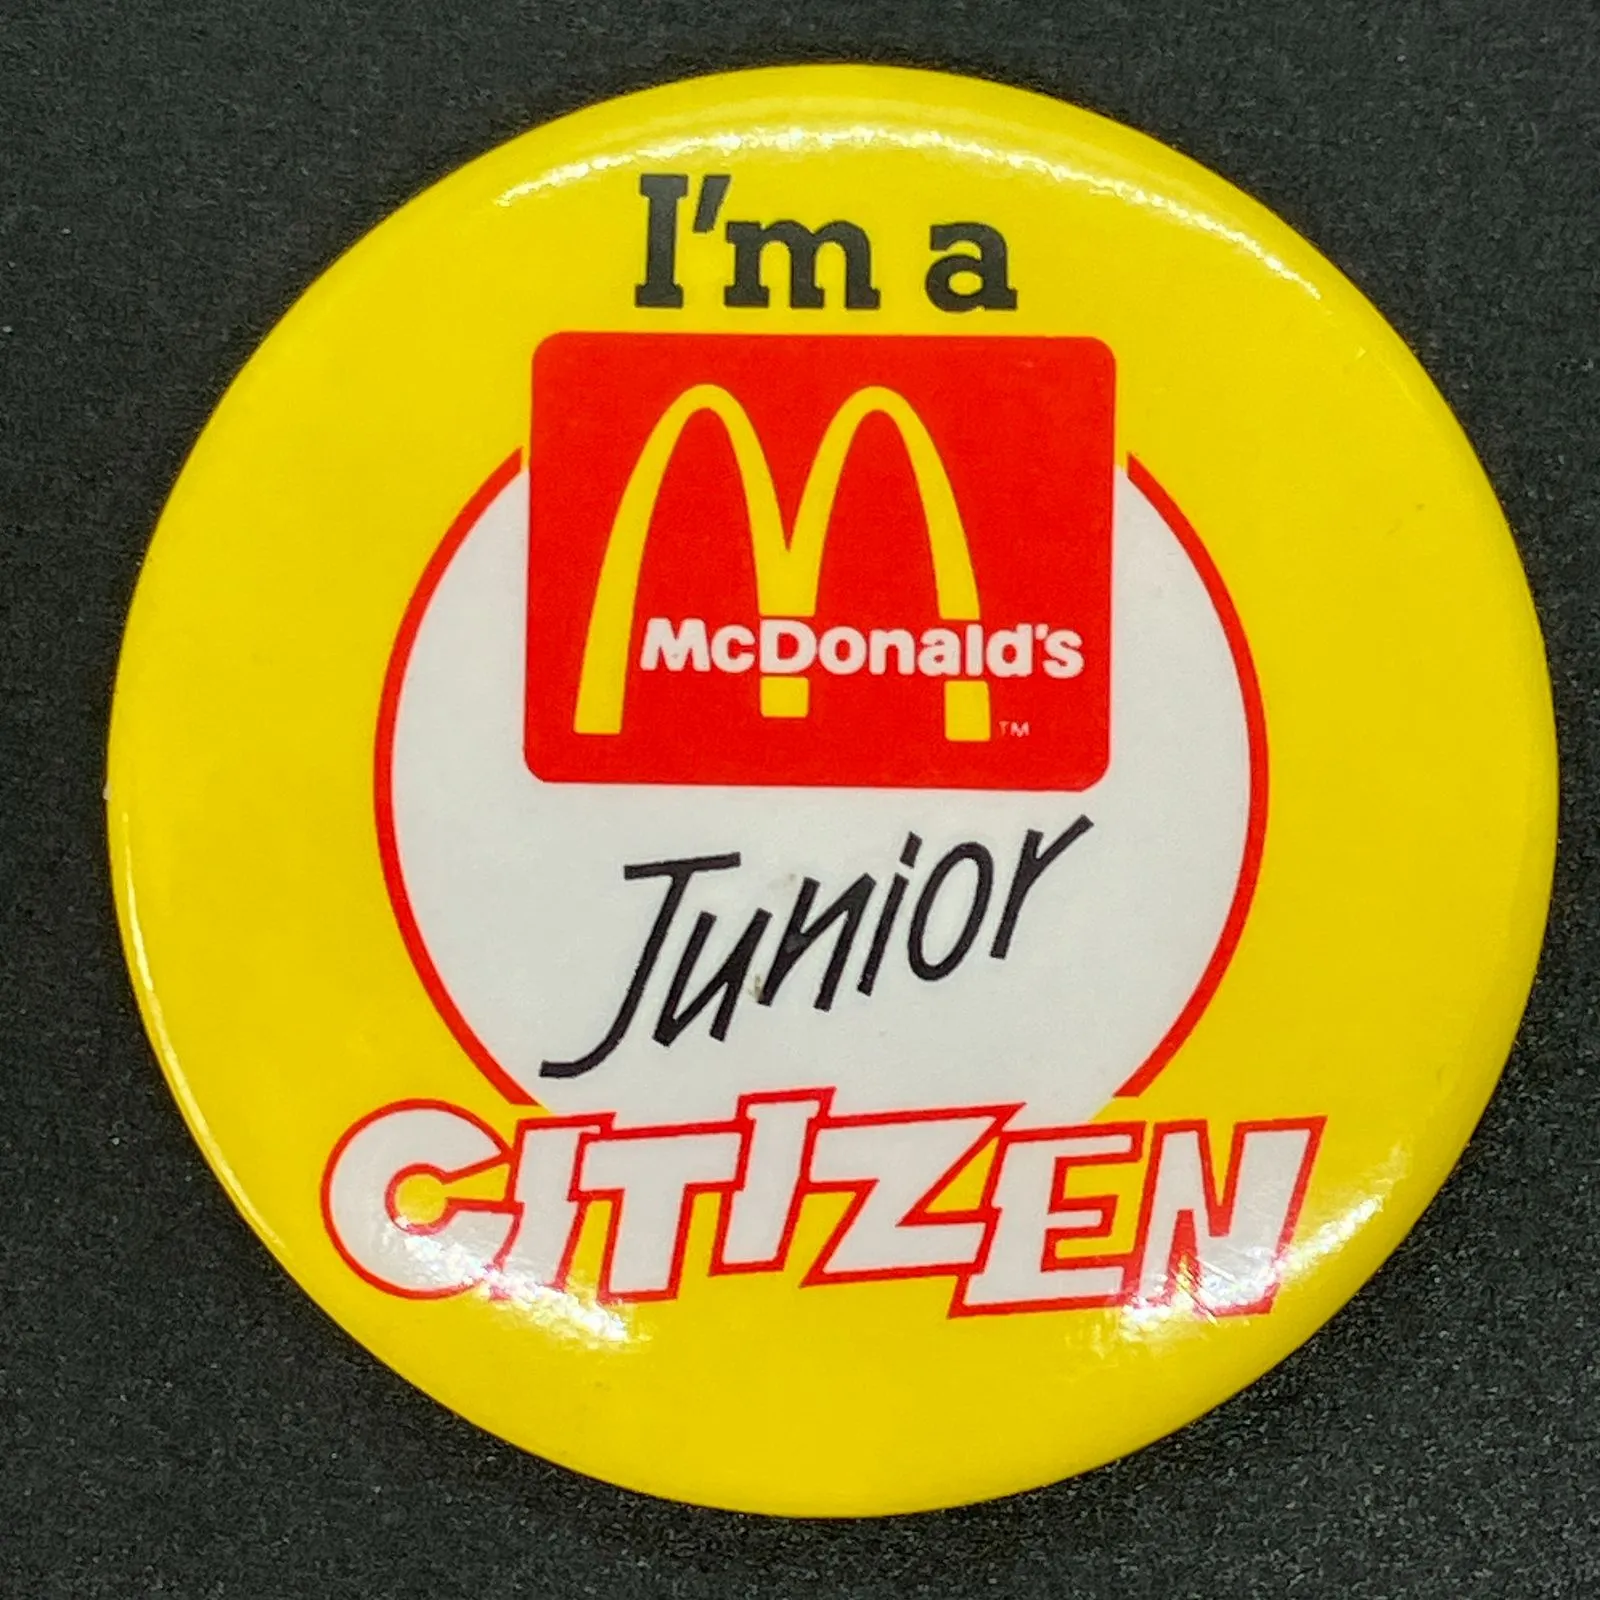 I'm a
McDonald's
TM
Junior
CITIZEN